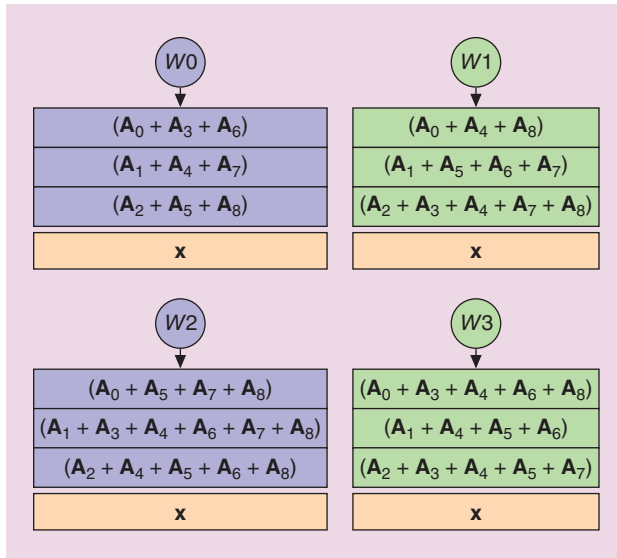 W0
(A₀ + A₃ + A₆)
(A₁ + A₄ + A₇)
(A₂ + A₅ + A₈)
x
W1
(A₀ + A₄ + A₈)
(A₁ + A₅ + A₆ + A₇)
(A₂ + A₃ + A₄ + A₇ + A₈)
x
W2
(A₀ + A₅ + A₇ + A₈)
(A₁ + A₃ + A₄ + A₆ + A₇ + A₈)
(A₂ + A₄ + A₅ + A₆ + A₈)
x
W3
(A₀ + A₃ + A₄ + A₆ + A₈)
(A₁ + A₄ + A₅ + A₆)
(A₂ + A₃ + A₄ + A₅ + A₇)
x